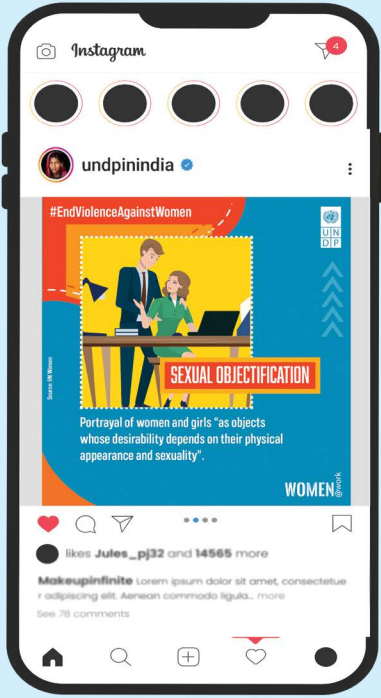 Instagram
4
undpinindia
#EndViolenceAgainstWomen
U N
D P
Source: UN Women
SEXUAL OBJECTIFICATION
Portrayal of women and girls “as objects
whose desirability depends on their physical
appearance and sexuality”.
WOMEN@work
likes Jules_pj32 and 14565 more
Makeupinfinite Lorem ipsum dolor sit amet, consectetue
r adipiscing elit. Aenean commodo ligula... more
See 78 comments